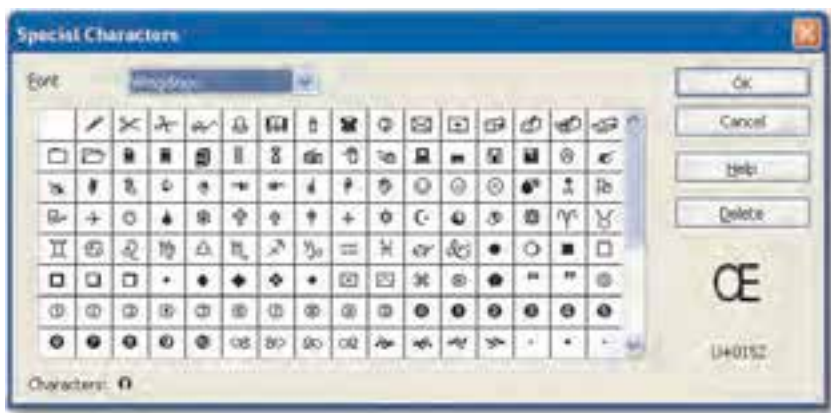 Special Characters
Font
Wingdings
OK
Cancel
Help
Delete
Œ
U+0152
Characters: